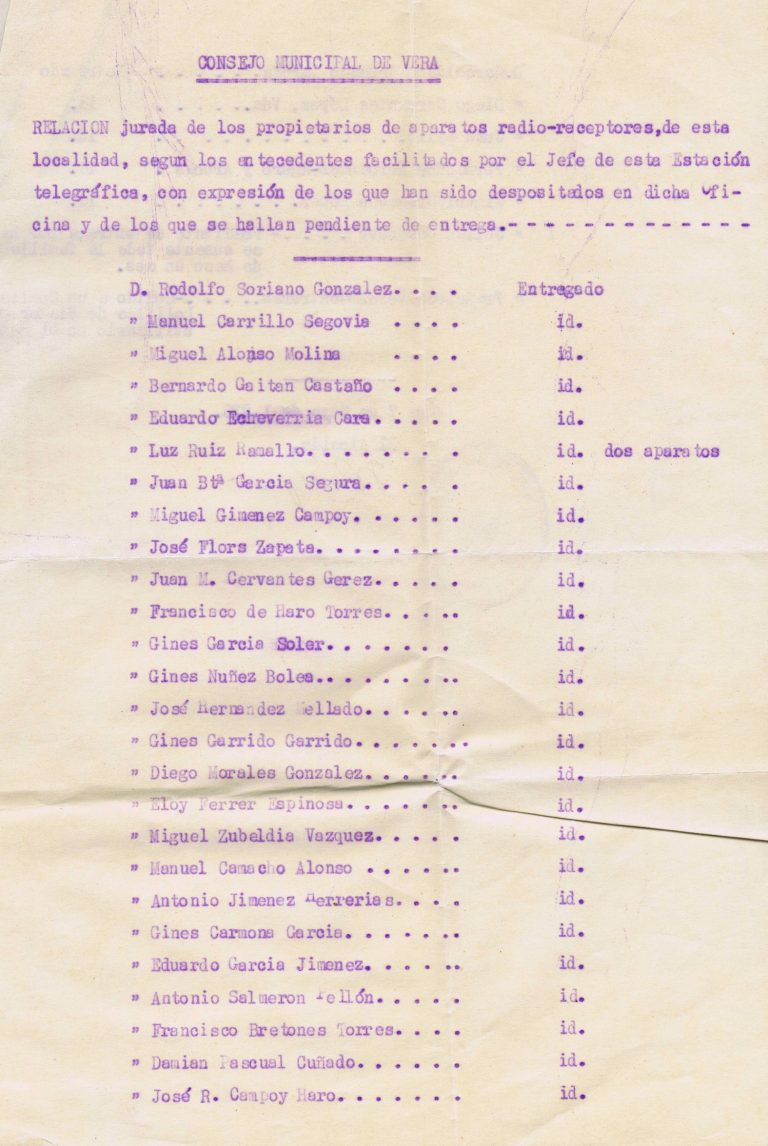 CONSEJO MUNICIPAL DE VERA
RELACION jurada de los propietarios de aparatos radio-receptores,de esta
localidad, segun los antecedentes facilitados por el Jefe de esta Estación
telegráfica, con expresión de los que han sido despositados en dicha Ofi-
cina y de los que se hallan pendiente de entrega.- - - - - - - - - - - - - -
D. Rodolfo Soriano Gonzalez. . . . Entregado
" Manuel Carrillo Segovia . . . . id.
" Miguel Alonso Molina . . . . id.
" Bernardo Gaitan Castaño . . . . id.
" Eduardo Echeverria Cara. . . . . id.
" Luz Ruiz Ramallo. . . . . . . . id. dos aparatos
" Juan Btª Garcia Segura. . . . . id.
" Miguel Gimenez Campoy. . . . . . id.
" José Flors Zapata. . . . . . . . id.
" Juan M. Cervantes Gerez. . . . . id.
" Francisco de Haro Torres. . . . .. id.
" Gines Garcia Soler. . . . . . . id.
" Gines Nuñez Bolea.. . . . . . .. id.
" José Hernandez Mellado. . . . .. id.
" Gines Garrido Garrido. . . . . .. id.
" Diego Morales Gonzalez. . . . .. id.
" Eloy Ferrer Espinosa. . . . . .. id.
" Miguel Zubeldia Vazquez. . . . . id.
" Manuel Camacho Alonso . . . . .. id.
" Antonio Jimenez Herrerias. . . . id.
" Gines Carmona Garcia. . . . . .. id.
" Eduardo Garcia Jimenez. . . . .. id.
" Antonio Salmeron Pellón. . . . . id.
" Francisco Bretones Torres. . . . id.
" Damian Pascual Cuñado. . . . . . id.
" José R. Campoy Haro. . . . . . . id.